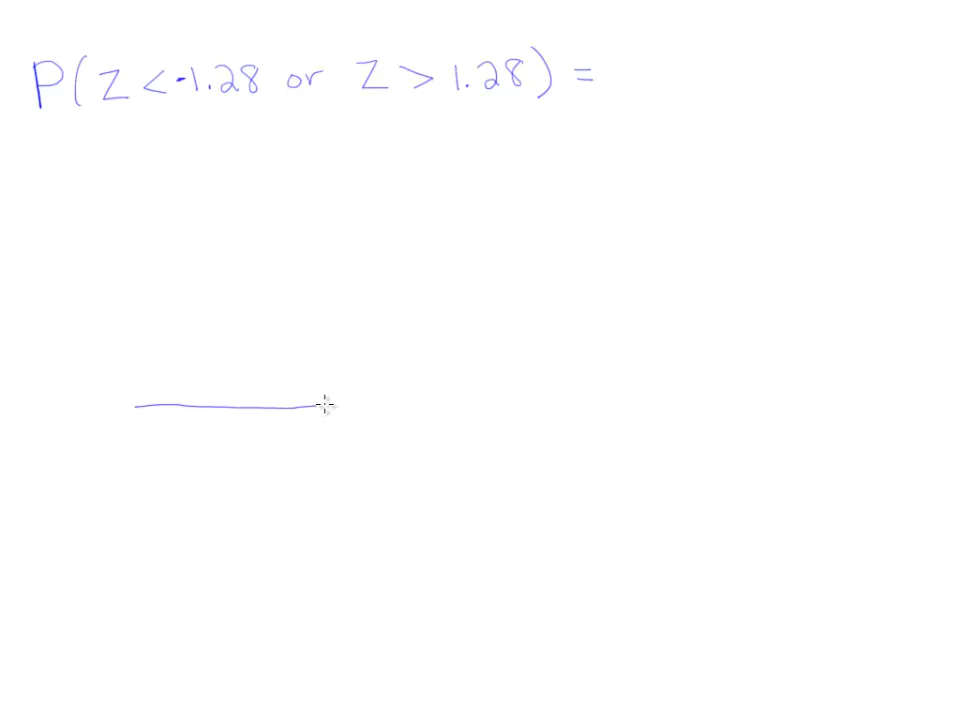 P(Z < -1.28 or Z > 1.28) =